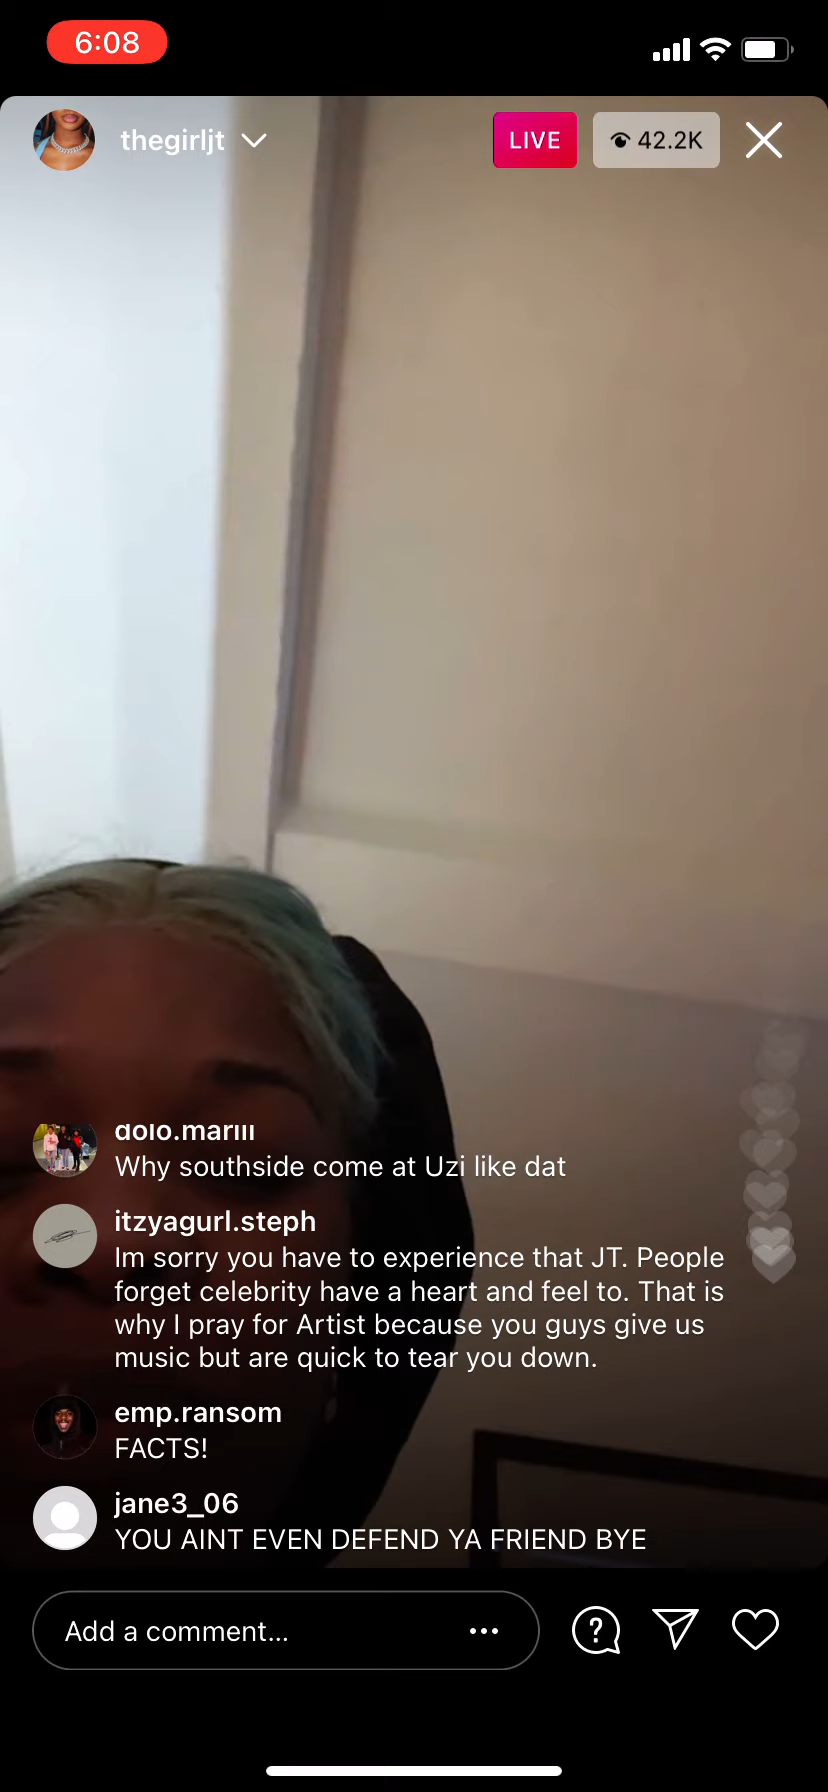 6:08
thegirljt
LIVE
42.2K
dolo.mariii
Why southside come at Uzi like dat
itzyagurl.steph
Im sorry you have to experience that JT. People
forget celebrity have a heart and feel to. That is
why I pray for Artist because you guys give us
music but are quick to tear you down.
emp.ransom
FACTS!
jane3_06
YOU AINT EVEN DEFEND YA FRIEND BYE
Add a comment...